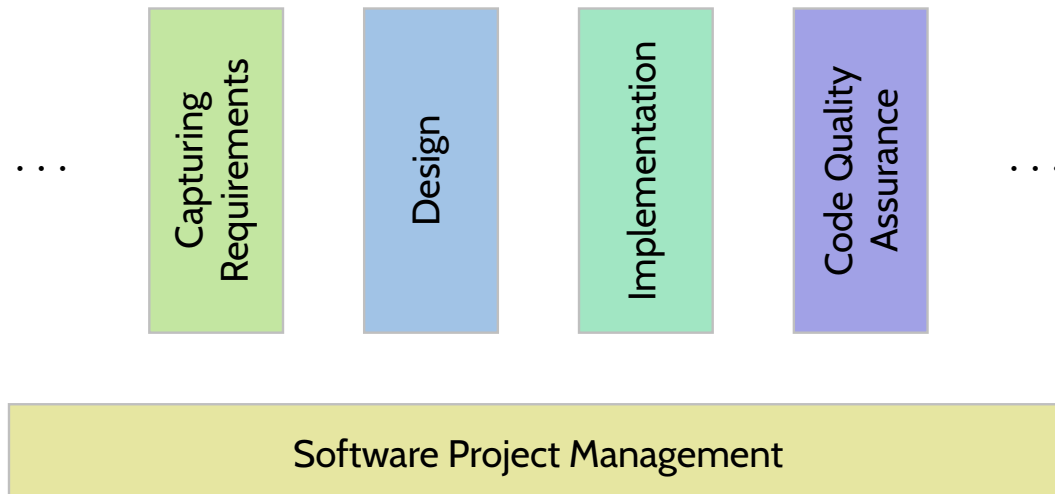 . . .
Capturing
Requirements
Design
Implementation
Code Quality
Assurance
. . .
Software Project Management